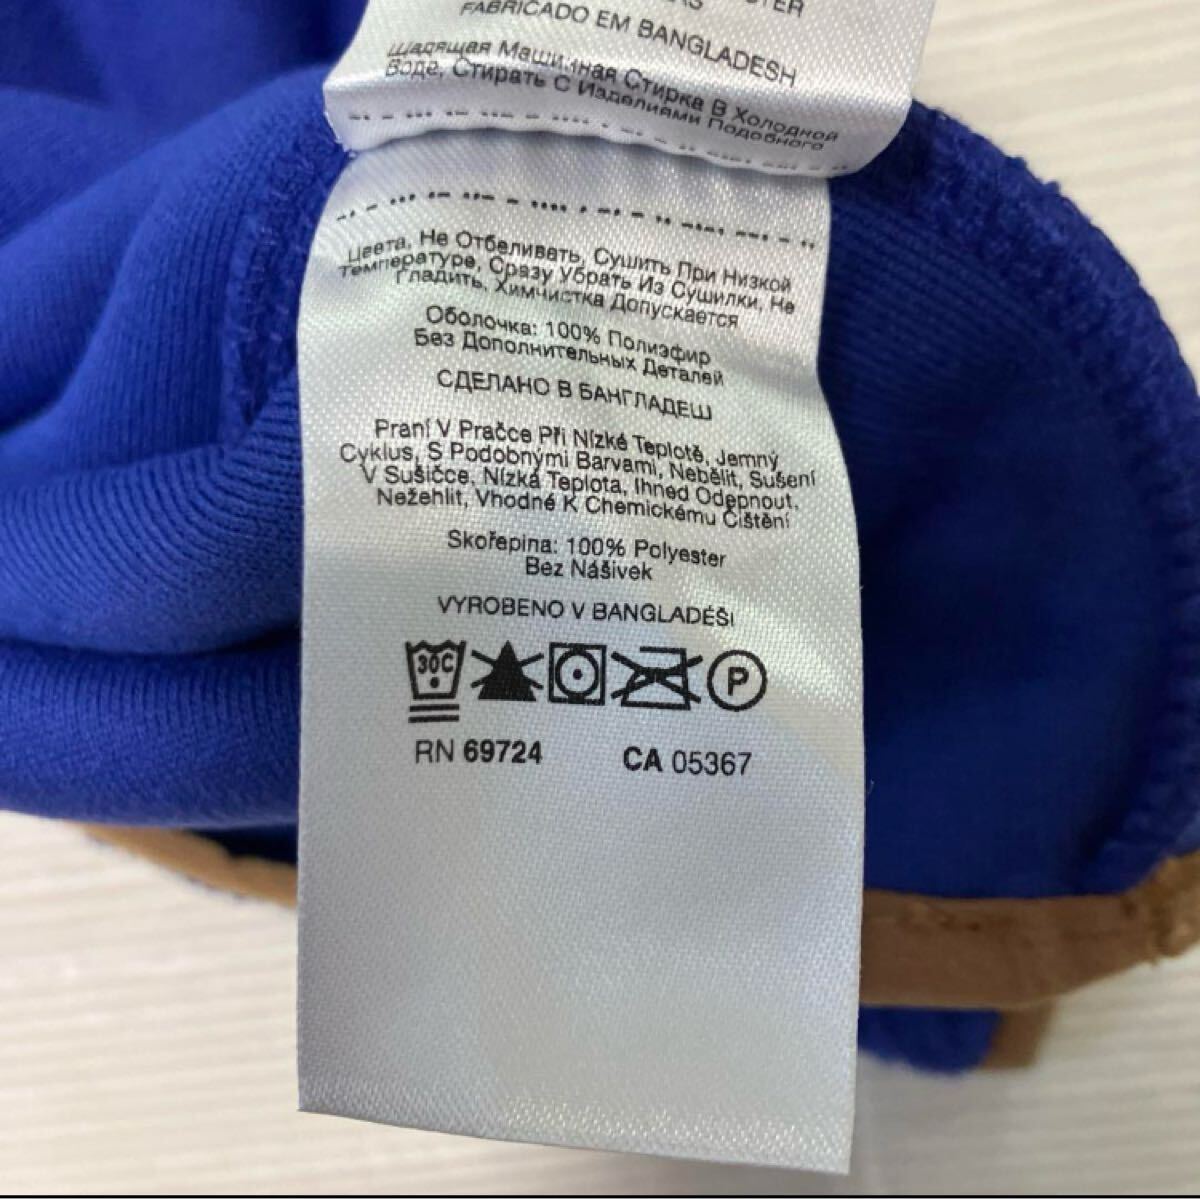 FABRICADO EM BANGLADESH
Щадящая Машинная Стирка В Холодной
Воде, Стирать С Изделиями Подобного
Цвета, Не Отбеливать, Сушить При Низкой
Температуре, Сразу Убрать Из Сушилки, Не
Гладить, Химчистка Допускается
Оболочка: 100% Полиэфир
Без Дополнительных Деталей
СДЕЛАНО В БАНГЛАДЕШ
Praní V Pračce Při Nízké Teplotě, Jemný
Cyklus, S Podobnými Barvami, Nebělit, Sušení
V Sušičce, Nízká Teplota, Ihned Odepnout,
Nežehlit, Vhodné K Chemickému Čištění
Skořepina: 100% Polyester
Bez Nášivek
VYROBENO V BANGLADÉŠI
30C
P
RN 69724 CA 05367